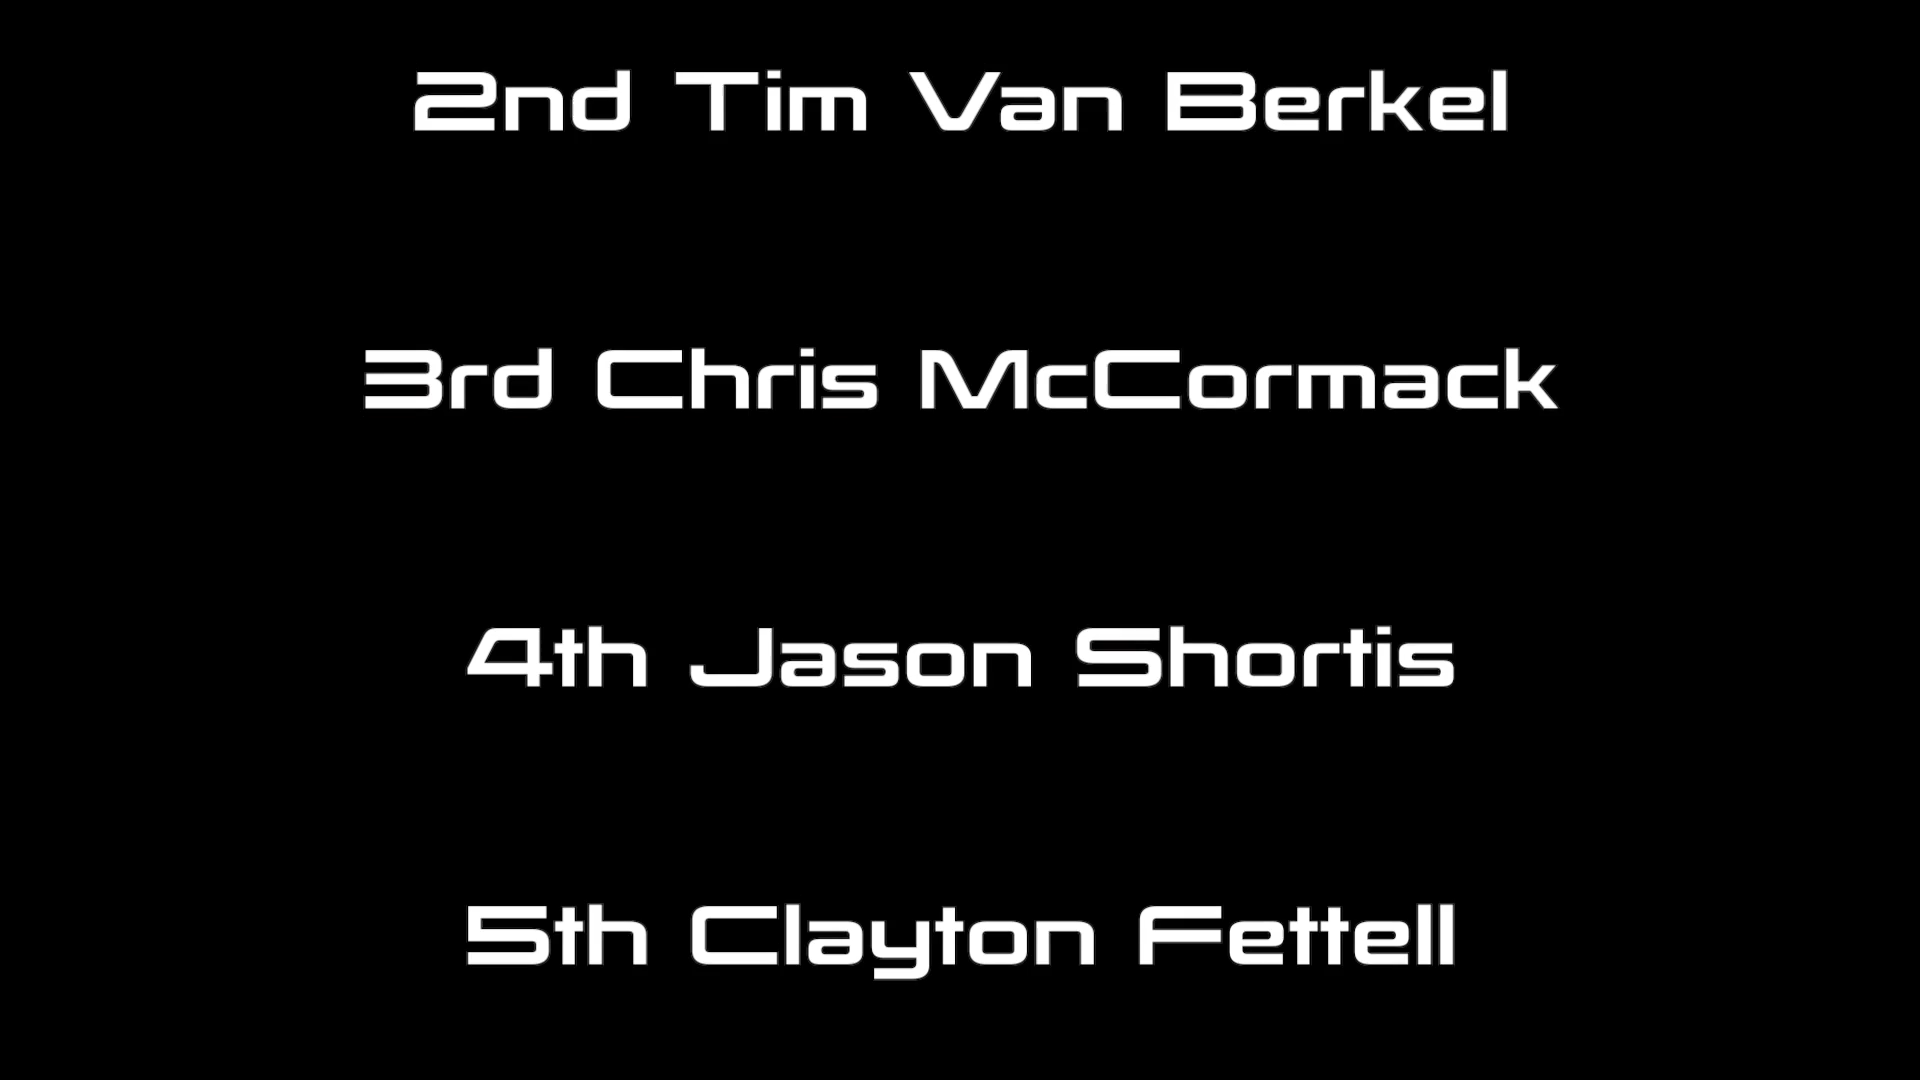 2nd Tim Van Berkel
3rd Chris McCormack
4th Jason Shortis
5th Clayton Fettell